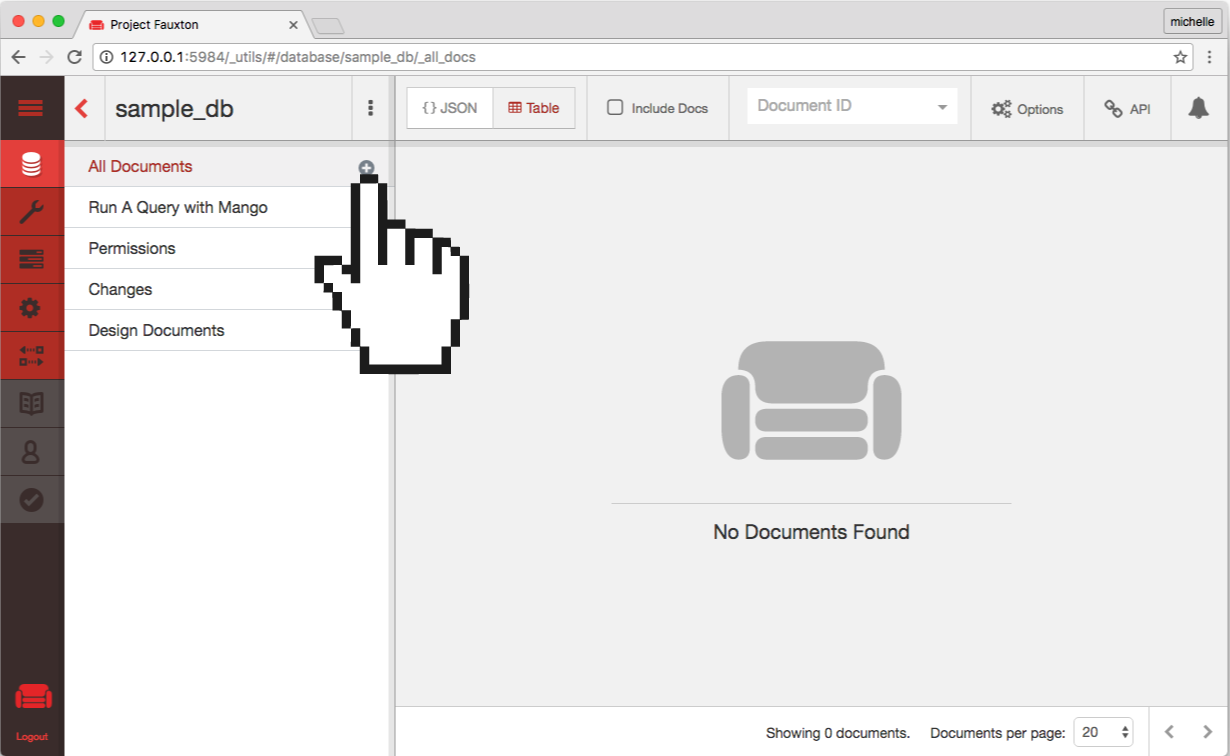 Project Fauxton
michelle
127.0.0.1:5984/_utils/#/database/sample_db/_all_docs
sample_db
{} JSON
Table
Include Docs
Document ID
Options
API
All Documents
Run A Query with Mango
Permissions
Changes
Design Documents
No Documents Found
Showing 0 documents.
Documents per page: 20
Logout